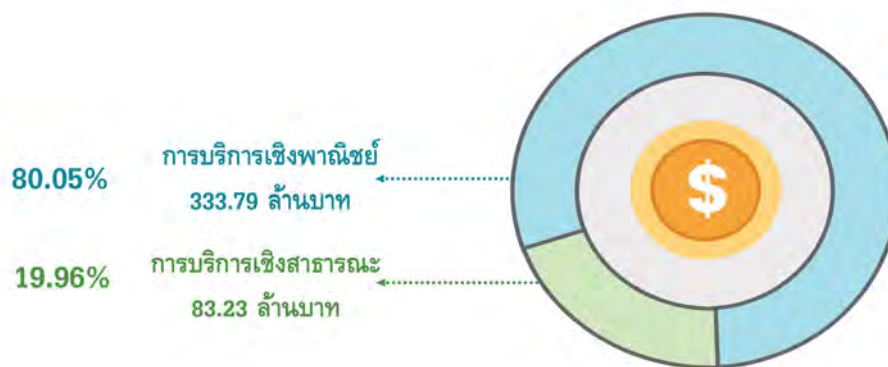 80.05%
การบริการเชิงพาณิชย์
333.79 ล้านบาท
19.96%
การบริการเชิงสาธารณะ
83.23 ล้านบาท
$